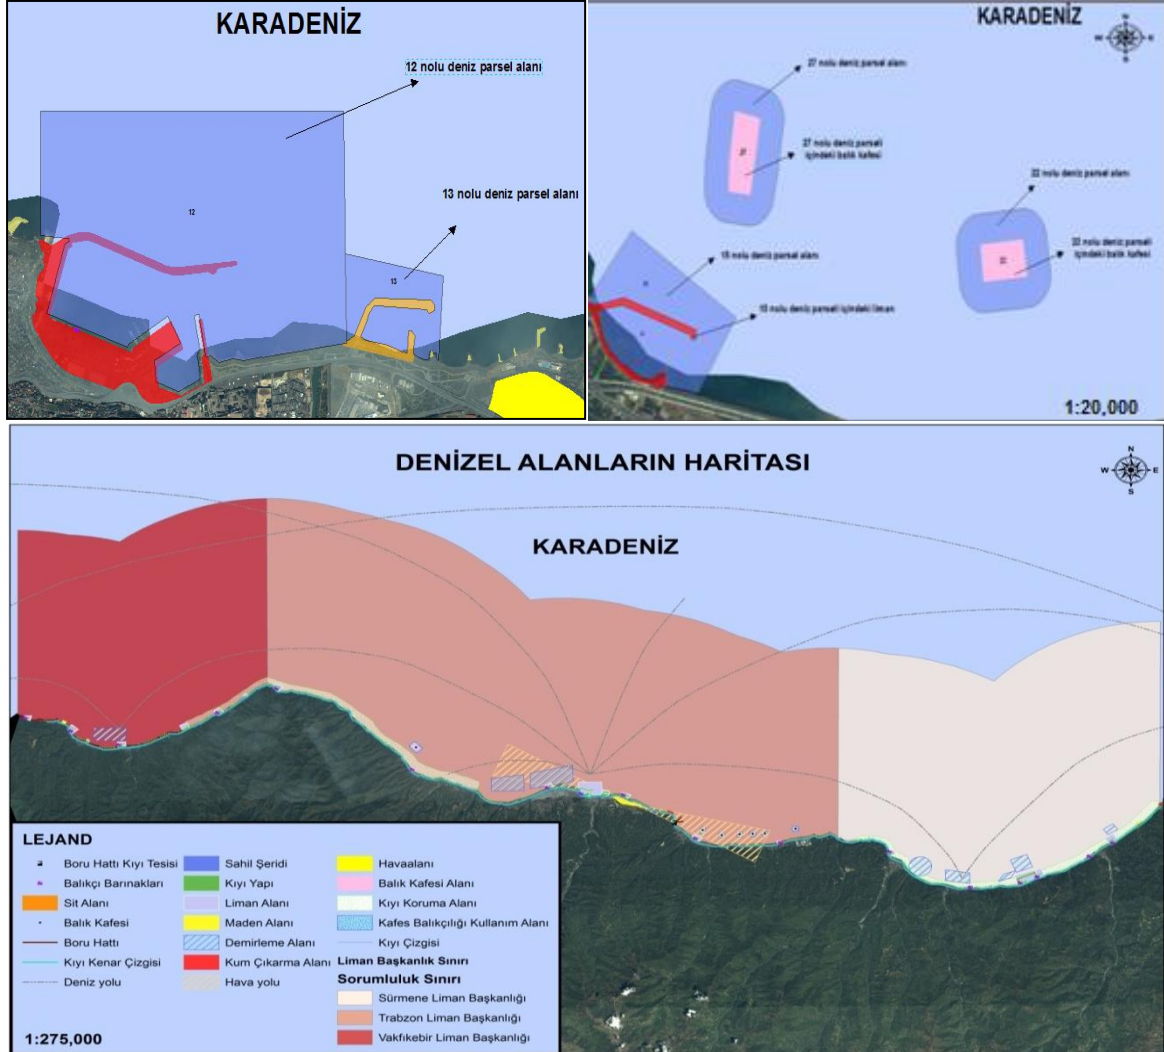 KARADENİZ
12 nolu deniz parsel alanı
13 nolu deniz parsel alanı
12
13
KARADENİZ
N
W
E
S
27 nolu deniz parsel alanı
27 nolu deniz parseli
içindeki balık kafesi
27
22 nolu deniz parsel alanı
22 nolu deniz parseli
içindeki balık kafesi
22
15 nolu deniz parsel alanı
15 nolu deniz parseli içindeki liman
1:20,000
DENİZEL ALANLARIN HARİTASI
N
W
E
S
KARADENİZ
LEJAND
Boru Hattı Kıyı Tesisi
Balıkçı Barınakları
Sit Alanı
Balık Kafesi
Boru Hattı
Kıyı Kenar Çizgisi
Deniz yolu
Sahil Şeridi
Kıyı Yapı
Liman Alanı
Maden Alanı
Demirleme Alanı
Kum Çıkarma Alanı
Hava yolu
Havaalanı
Balık Kafesi Alanı
Kıyı Koruma Alanı
Kafes Balıkçılığı Kullanım Alanı
Kıyı Çizgisi
Liman Başkanlık Sınırı
Sorumluluk Sınırı
Sürmene Liman Başkanlığı
Trabzon Liman Başkanlığı
Vakfıkebir Liman Başkanlığı
1:275,000